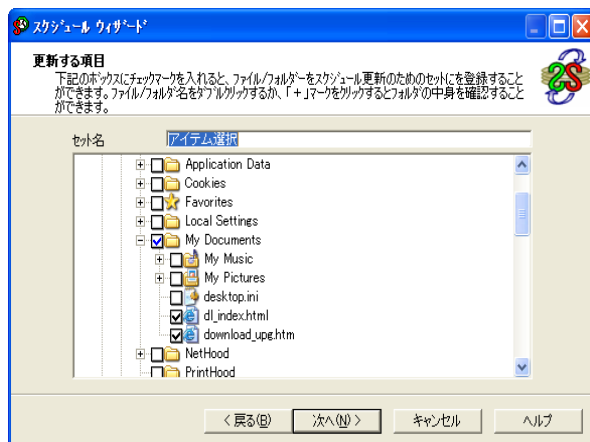 スケジュール ウィザード
更新する項目
下記のボックスにチェックマークを入れると、ファイル/フォルダーをスケジュール更新のためのセットにを登録すること
ができます。ファイル/フォルダ名をダブルクリックするか、「+」マークをクリックするとフォルダの中身を確認すること
ができます。
2S
セット名 アイテム選択
Application Data
Cookies
Favorites
Local Settings
My Documents
My Music
My Pictures
desktop.ini
dl_index.html
download_upg.htm
NetHood
PrintHood
< 戻る(B) 次へ(N) > キャンセル ヘルプ